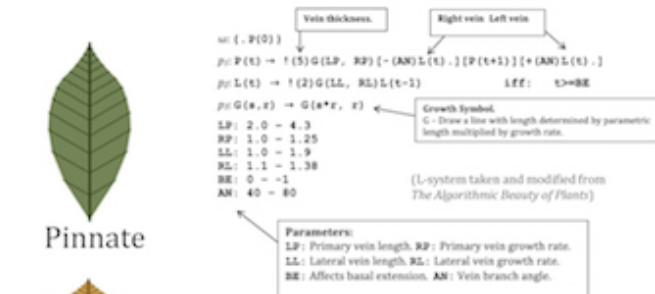 Vein thickness.
Right vein Left vein
ω: {.P(0)}
p₁: P(t) → !(5)G(LP, RP)[-(AN)L(t).][P(t+1)][+(AN)L(t).]
p₂: L(t) → !(2)G(LL, RL)L(t-1) iff: t>=BE
p₃: G(s,r) → G(s*r, r)
Growth Symbol.
G – Draw a line with length determined by parametric
length multiplied by growth rate.
LP: 2.0 - 4.3
RP: 1.0 - 1.25
LL: 1.0 - 1.9
RL: 1.1 - 1.38
BE: 0 - -1
AN: 40 - 80
(L-system taken and modified from
The Algorithmic Beauty of Plants)
Pinnate
Parameters:
LP: Primary vein length. RP: Primary vein growth rate.
LL: Lateral vein length. RL: Lateral vein growth rate.
BE: Affects basal extension. AN: Vein branch angle.